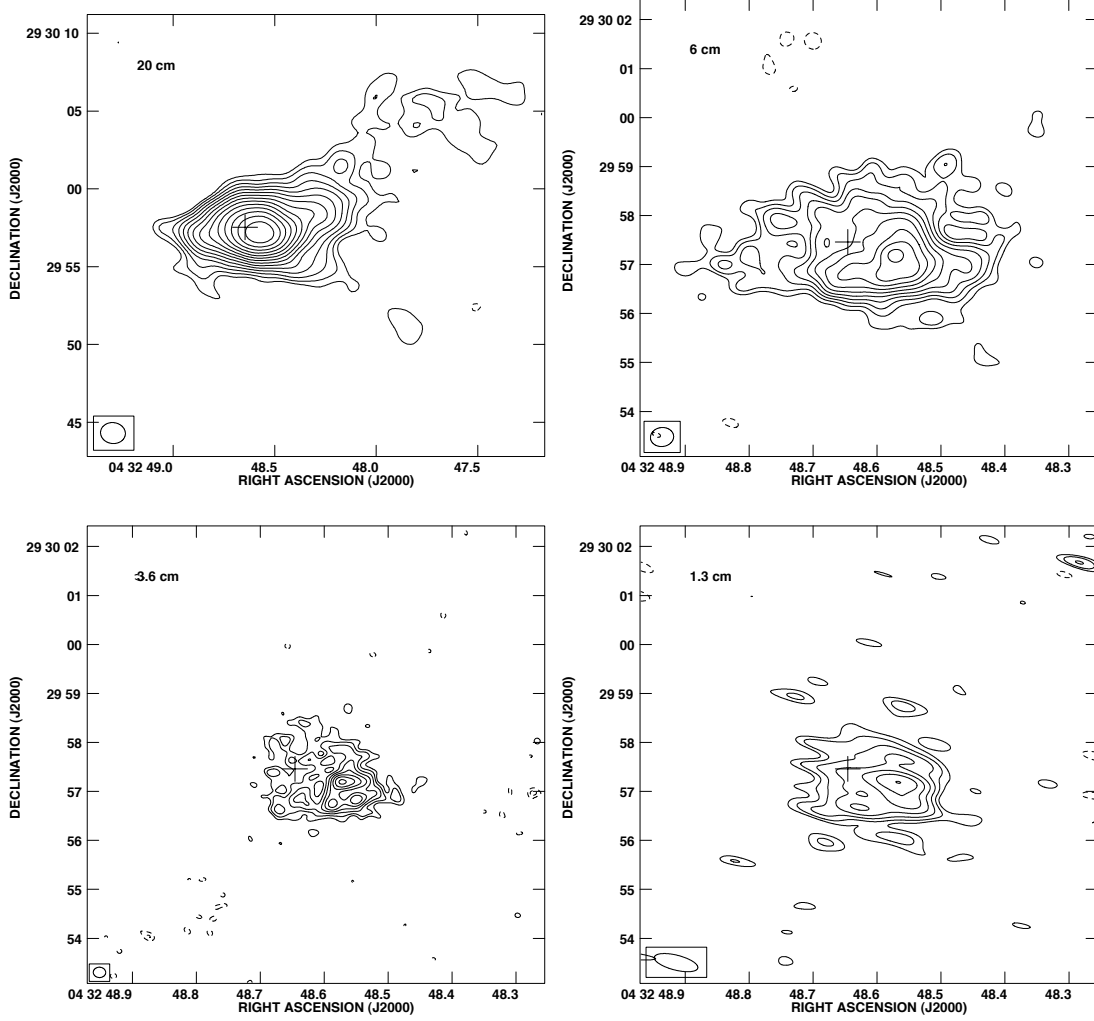 29 30 10
20 cm
05
00
29 55
50
45
DECLINATION (J2000)
04 32 49.0
48.5
48.0
47.5
RIGHT ASCENSION (J2000)
29 30 02
6 cm
01
00
29 59
58
57
56
55
54
DECLINATION (J2000)
04 32 48.9
48.8
48.7
48.6
48.5
48.4
48.3
RIGHT ASCENSION (J2000)
29 30 02
3.6 cm
01
00
29 59
58
57
56
55
54
DECLINATION (J2000)
04 32 48.9
48.8
48.7
48.6
48.5
48.4
48.3
RIGHT ASCENSION (J2000)
29 30 02
1.3 cm
01
00
29 59
58
57
56
55
54
DECLINATION (J2000)
04 32 48.9
48.8
48.7
48.6
48.5
48.4
48.3
RIGHT ASCENSION (J2000)